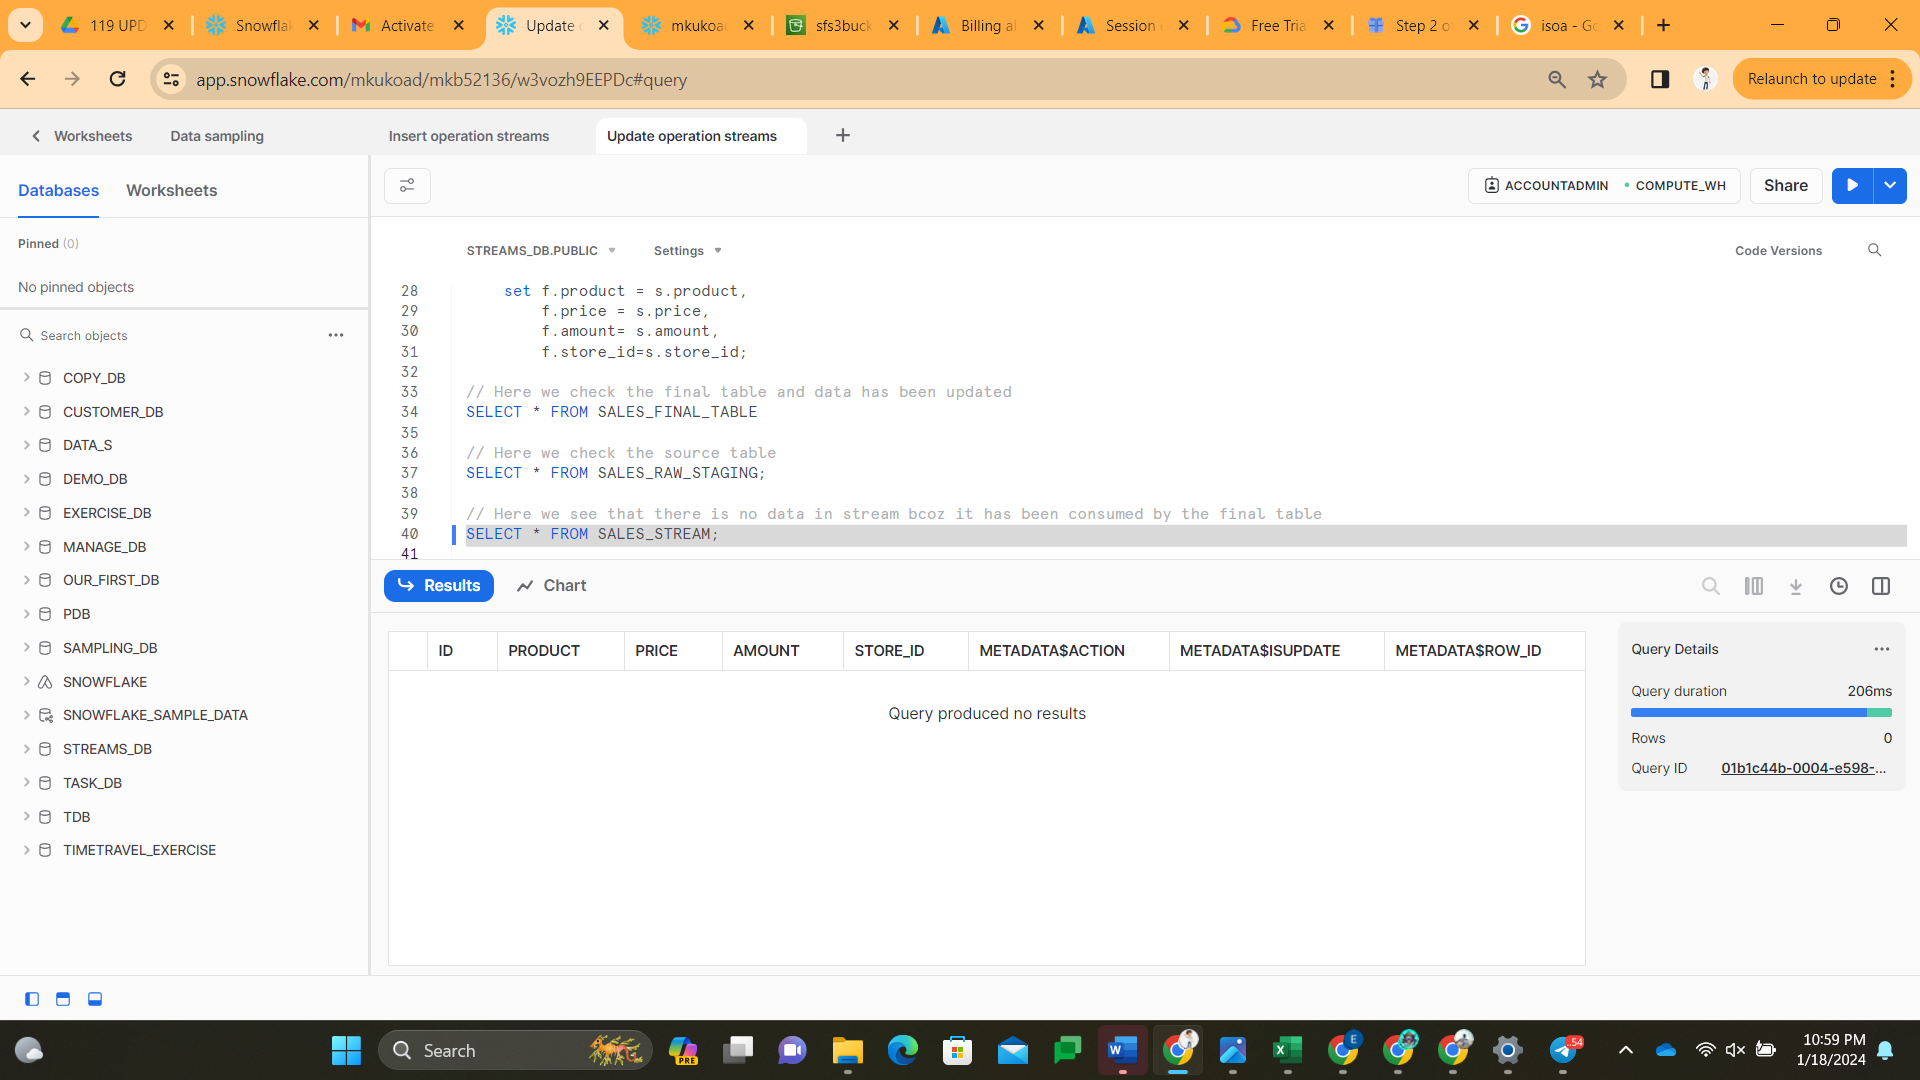 119 UPD
Snowflak
Activate
Update o
mkukoad
sfs3buck
Billing al
Session
Free Tria
Step 2 o
isoa - Go
app.snowflake.com/mkukoad/mkb52136/w3vozh9EEPDc#query
Relaunch to update
Worksheets
Data sampling
Insert operation streams
Update operation streams
Databases
Worksheets
ACCOUNTADMIN
COMPUTE_WH
Share
Pinned (0)
No pinned objects
Search objects
COPY_DB
CUSTOMER_DB
DATA_S
DEMO_DB
EXERCISE_DB
MANAGE_DB
OUR_FIRST_DB
PDB
SAMPLING_DB
SNOWFLAKE
SNOWFLAKE_SAMPLE_DATA
STREAMS_DB
TASK_DB
TDB
TIMETRAVEL_EXERCISE
STREAMS_DB.PUBLIC
Settings
Code Versions
28 set f.product = s.product,
29 f.price = s.price,
30 f.amount= s.amount,
31 f.store_id=s.store_id;
32
33 // Here we check the final table and data has been updated
34 SELECT * FROM SALES_FINAL_TABLE
35
36 // Here we check the source table
37 SELECT * FROM SALES_RAW_STAGING;
38
39 // Here we see that there is no data in stream bcoz it has been consumed by the final table
40 SELECT * FROM SALES_STREAM;
41
Results
Chart
ID PRODUCT PRICE AMOUNT STORE_ID METADATA$ACTION METADATA$ISUPDATE METADATA$ROW_ID
Query produced no results
Query Details
Query duration 206ms
Rows 0
Query ID 01b1c44b-0004-e598-...
Search
PRE
W
X
E
54
10:59 PM
1/18/2024